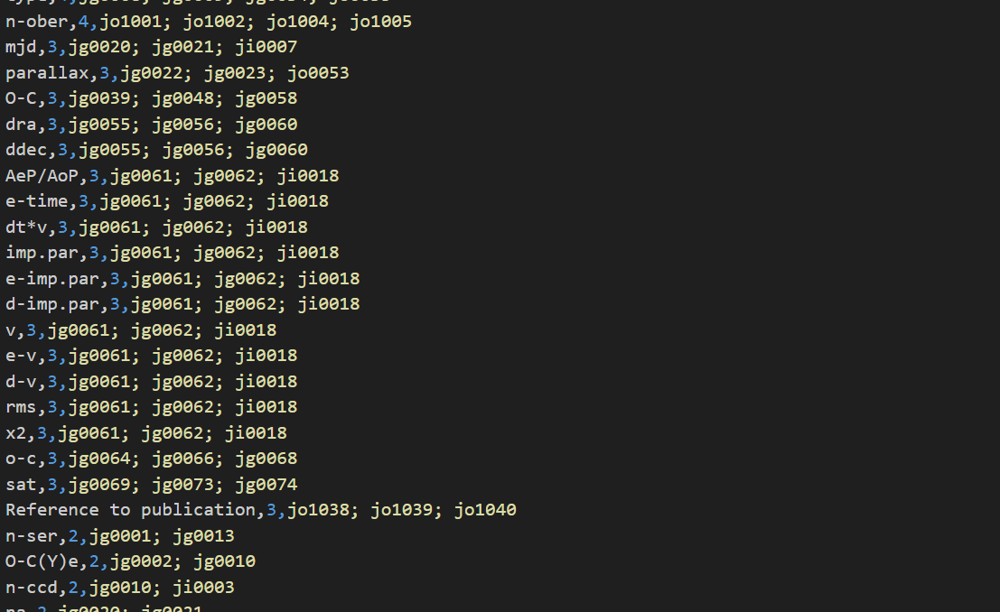 n-ober,4,jo1001; jo1002; jo1004; jo1005
mjd,3,jg0020; jg0021; ji0007
parallax,3,jg0022; jg0023; jo0053
O-C,3,jg0039; jg0048; jg0058
dra,3,jg0055; jg0056; jg0060
ddec,3,jg0055; jg0056; jg0060
AeP/AoP,3,jg0061; jg0062; ji0018
e-time,3,jg0061; jg0062; ji0018
dt*v,3,jg0061; jg0062; ji0018
imp.par,3,jg0061; jg0062; ji0018
e-imp.par,3,jg0061; jg0062; ji0018
d-imp.par,3,jg0061; jg0062; ji0018
v,3,jg0061; jg0062; ji0018
e-v,3,jg0061; jg0062; ji0018
d-v,3,jg0061; jg0062; ji0018
rms,3,jg0061; jg0062; ji0018
x2,3,jg0061; jg0062; ji0018
o-c,3,jg0064; jg0066; jg0068
sat,3,jg0069; jg0073; jg0074
Reference to publication,3,jo1038; jo1039; jo1040
n-ser,2,jg0001; jg0013
O-C(Y)e,2,jg0002; jg0010
n-ccd,2,jg0010; ji0003